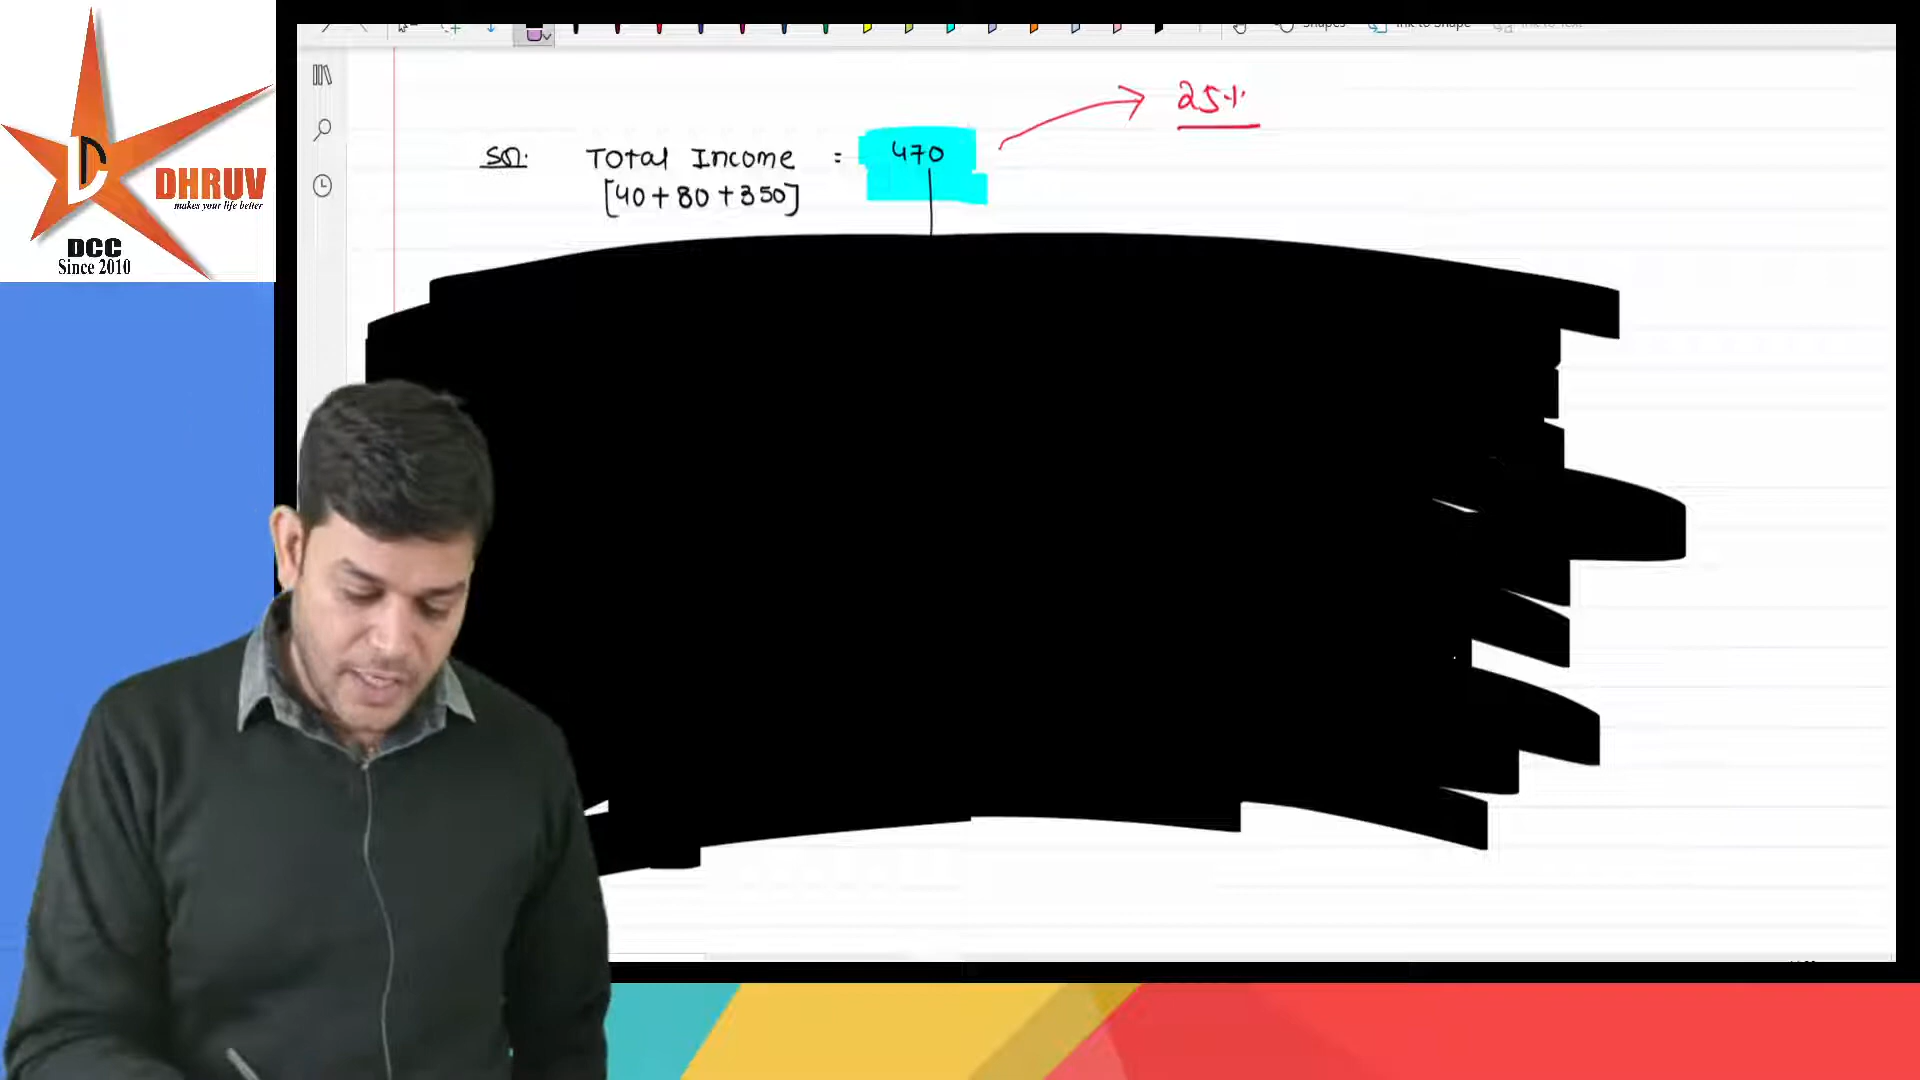 DHRUV
makes your life better
DCC
Since 2010
25%
Sol. Total Income = 470
[40+80+350]